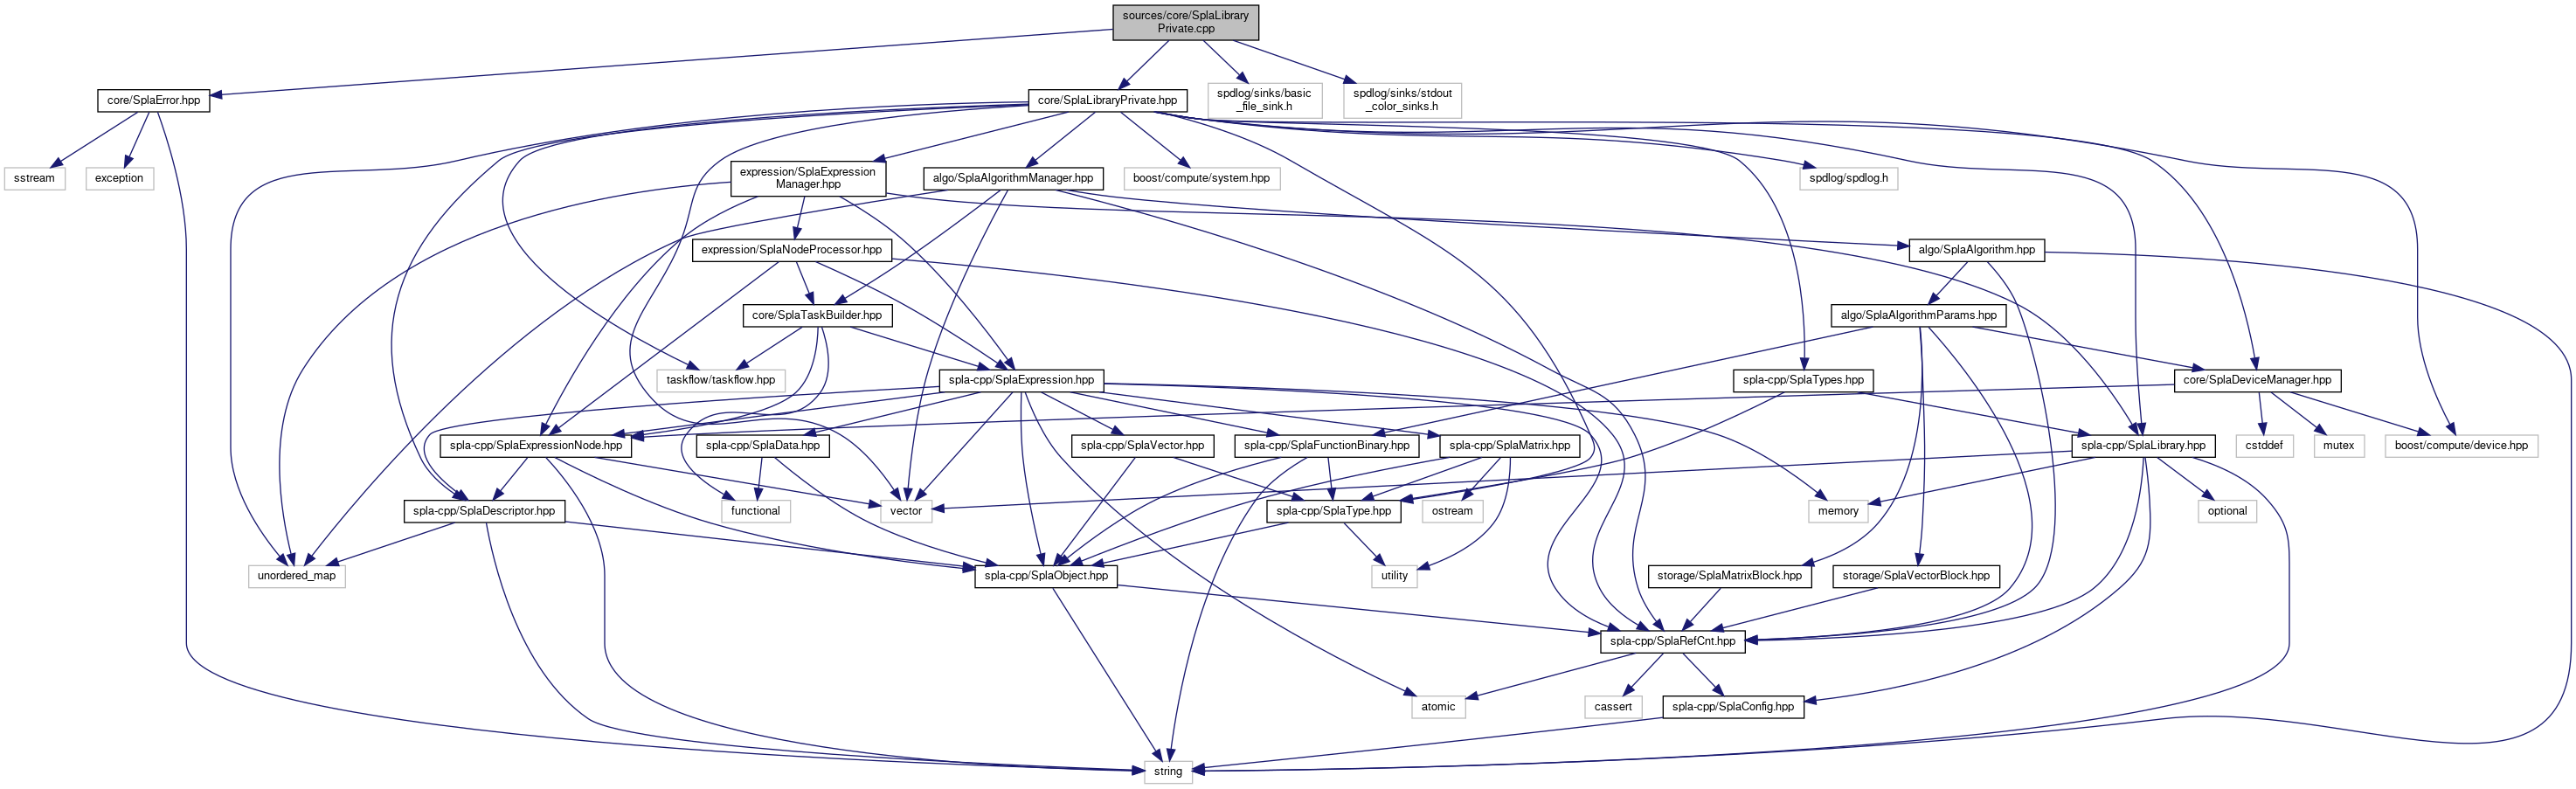 sources/core/SplaLibrary
Private.cpp
core/SplaError.hpp
core/SplaLibraryPrivate.hpp
spdlog/sinks/basic
_file_sink.h
spdlog/sinks/stdout
_color_sinks.h
sstream
exception
expression/SplaExpression
Manager.hpp
algo/SplaAlgorithmManager.hpp
boost/compute/system.hpp
spdlog/spdlog.h
expression/SplaNodeProcessor.hpp
algo/SplaAlgorithm.hpp
core/SplaTaskBuilder.hpp
algo/SplaAlgorithmParams.hpp
taskflow/taskflow.hpp
spla-cpp/SplaExpression.hpp
spla-cpp/SplaTypes.hpp
core/SplaDeviceManager.hpp
spla-cpp/SplaExpressionNode.hpp
spla-cpp/SplaData.hpp
spla-cpp/SplaVector.hpp
spla-cpp/SplaFunctionBinary.hpp
spla-cpp/SplaMatrix.hpp
spla-cpp/SplaLibrary.hpp
cstddef
mutex
boost/compute/device.hpp
spla-cpp/SplaDescriptor.hpp
functional
vector
spla-cpp/SplaType.hpp
ostream
memory
optional
unordered_map
spla-cpp/SplaObject.hpp
utility
storage/SplaMatrixBlock.hpp
storage/SplaVectorBlock.hpp
spla-cpp/SplaRefCnt.hpp
atomic
cassert
spla-cpp/SplaConfig.hpp
string